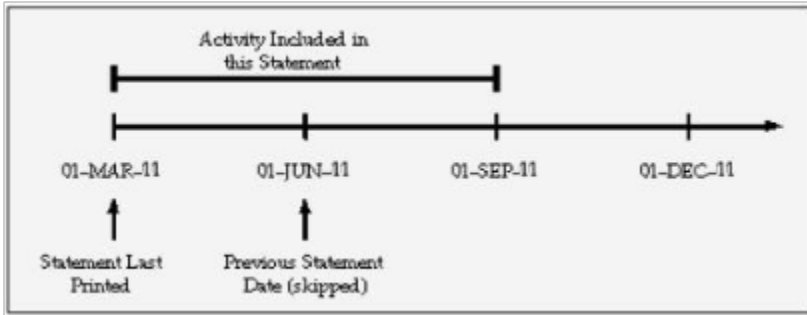 Activity Included in
this Statement
01-MAR-11
01-JUN-11
01-SEP-11
01-DEC-11
Statement Last
Printed
Previous Statement
Date (skipped)